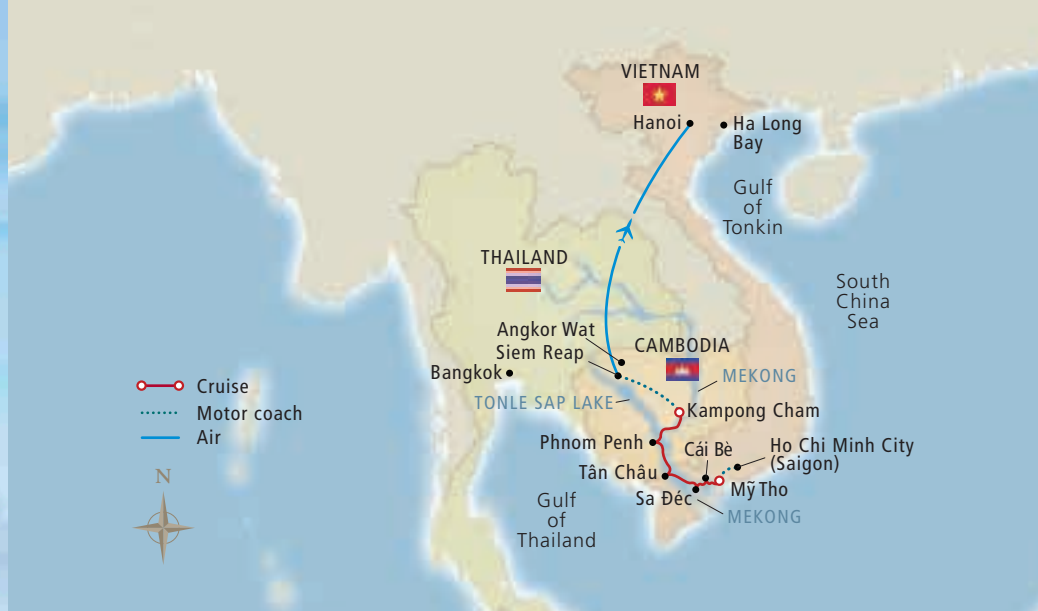 VIETNAM
Hanoi
Ha Long
Bay
Gulf
of
Tonkin
THAILAND
South
China
Sea
Angkor Wat
Siem Reap
CAMBODIA
Bangkok
MEKONG
TONLE SAP LAKE
Kampong Cham
Cruise
Motor coach
Air
Phnom Penh
Cái Bè
Ho Chi Minh City
(Saigon)
Tân Châu
Sa Đéc
Mỹ Tho
MEKONG
N
Gulf
of
Thailand